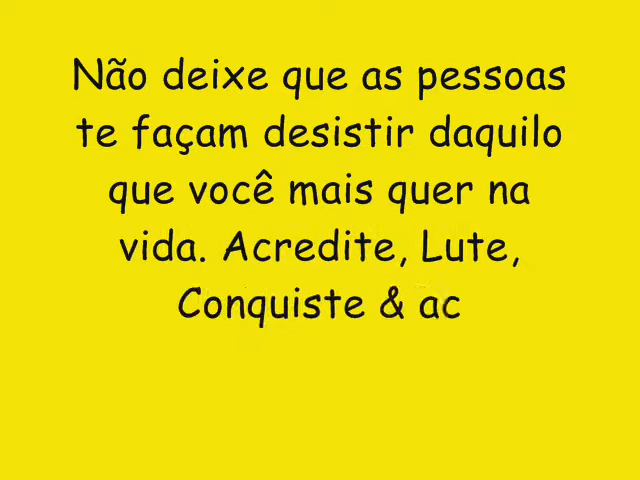 Não deixe que as pessoas
te façam desistir daquilo
que você mais quer na
vida. Acredite, Lute,
Conquiste & ac